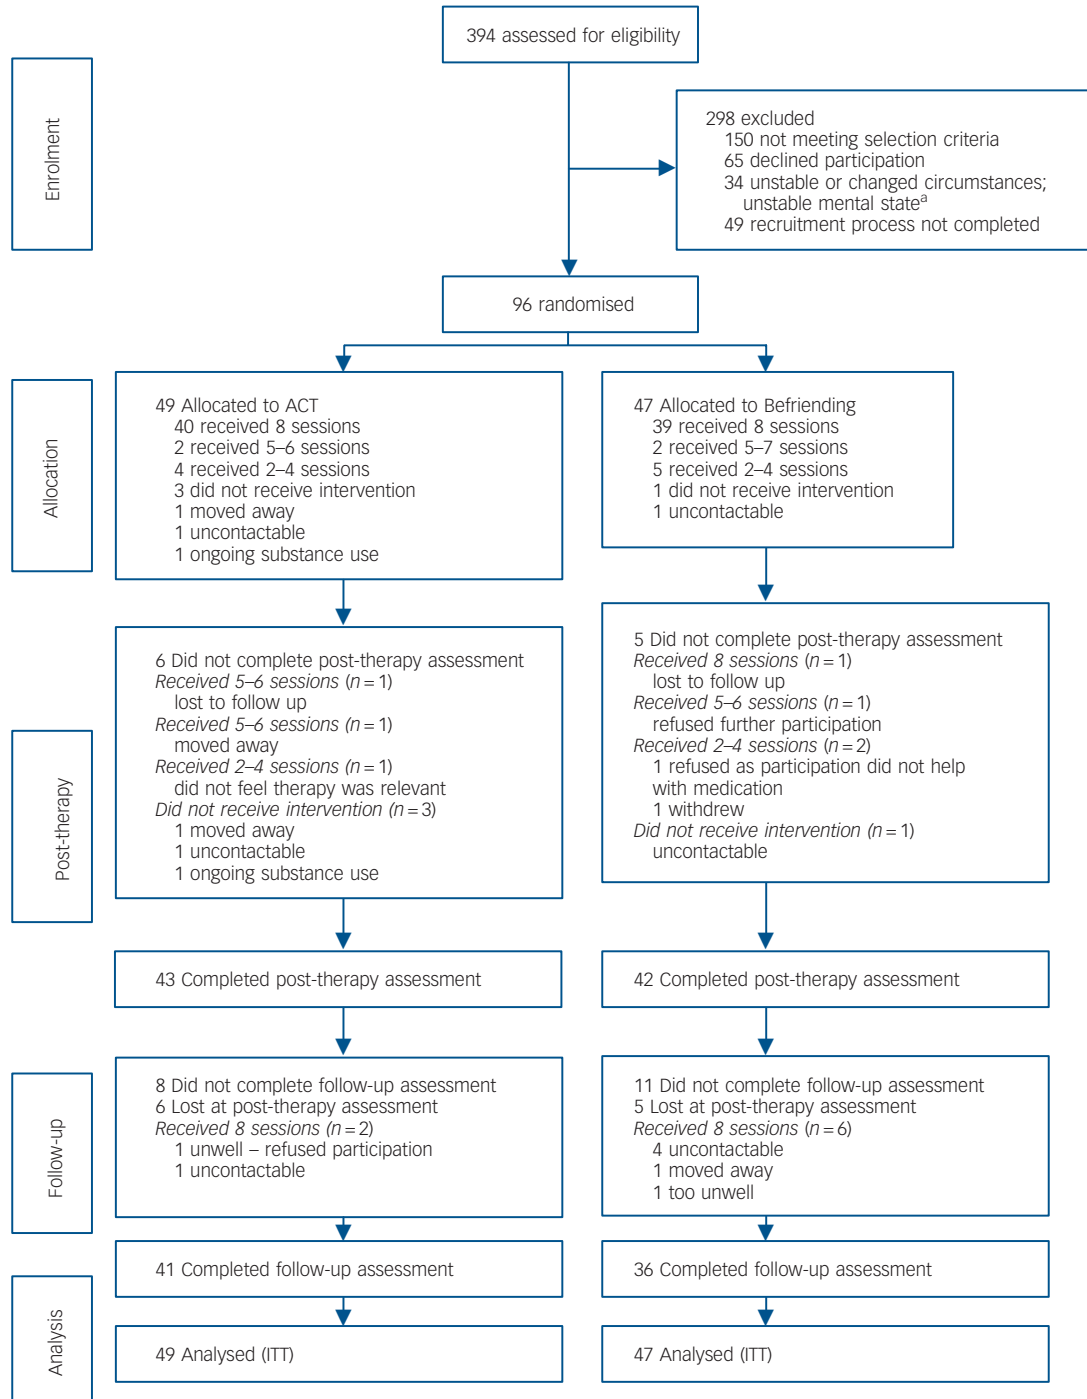 394 assessed for eligibility
Enrolment
298 excluded
150 not meeting selection criteria
65 declined participation
34 unstable or changed circumstances;
unstable mental stateᵃ
49 recruitment process not completed
96 randomised
Allocation
49 Allocated to ACT
40 received 8 sessions
2 received 5–6 sessions
4 received 2–4 sessions
3 did not receive intervention
1 moved away
1 uncontactable
1 ongoing substance use
47 Allocated to Befriending
39 received 8 sessions
2 received 5–7 sessions
5 received 2–4 sessions
1 did not receive intervention
1 uncontactable
Post-therapy
6 Did not complete post-therapy assessment
Received 5–6 sessions (n = 1)
lost to follow up
Received 5–6 sessions (n = 1)
moved away
Received 2–4 sessions (n = 1)
did not feel therapy was relevant
Did not receive intervention (n = 3)
1 moved away
1 uncontactable
1 ongoing substance use
5 Did not complete post-therapy assessment
Received 8 sessions (n = 1)
lost to follow up
Received 5–6 sessions (n = 1)
refused further participation
Received 2–4 sessions (n = 2)
1 refused as participation did not help
with medication
1 withdrew
Did not receive intervention (n = 1)
uncontactable
43 Completed post-therapy assessment
42 Completed post-therapy assessment
Follow-up
8 Did not complete follow-up assessment
6 Lost at post-therapy assessment
Received 8 sessions (n = 2)
1 unwell – refused participation
1 uncontactable
11 Did not complete follow-up assessment
5 Lost at post-therapy assessment
Received 8 sessions (n = 6)
4 uncontactable
1 moved away
1 too unwell
41 Completed follow-up assessment
36 Completed follow-up assessment
Analysis
49 Analysed (ITT)
47 Analysed (ITT)